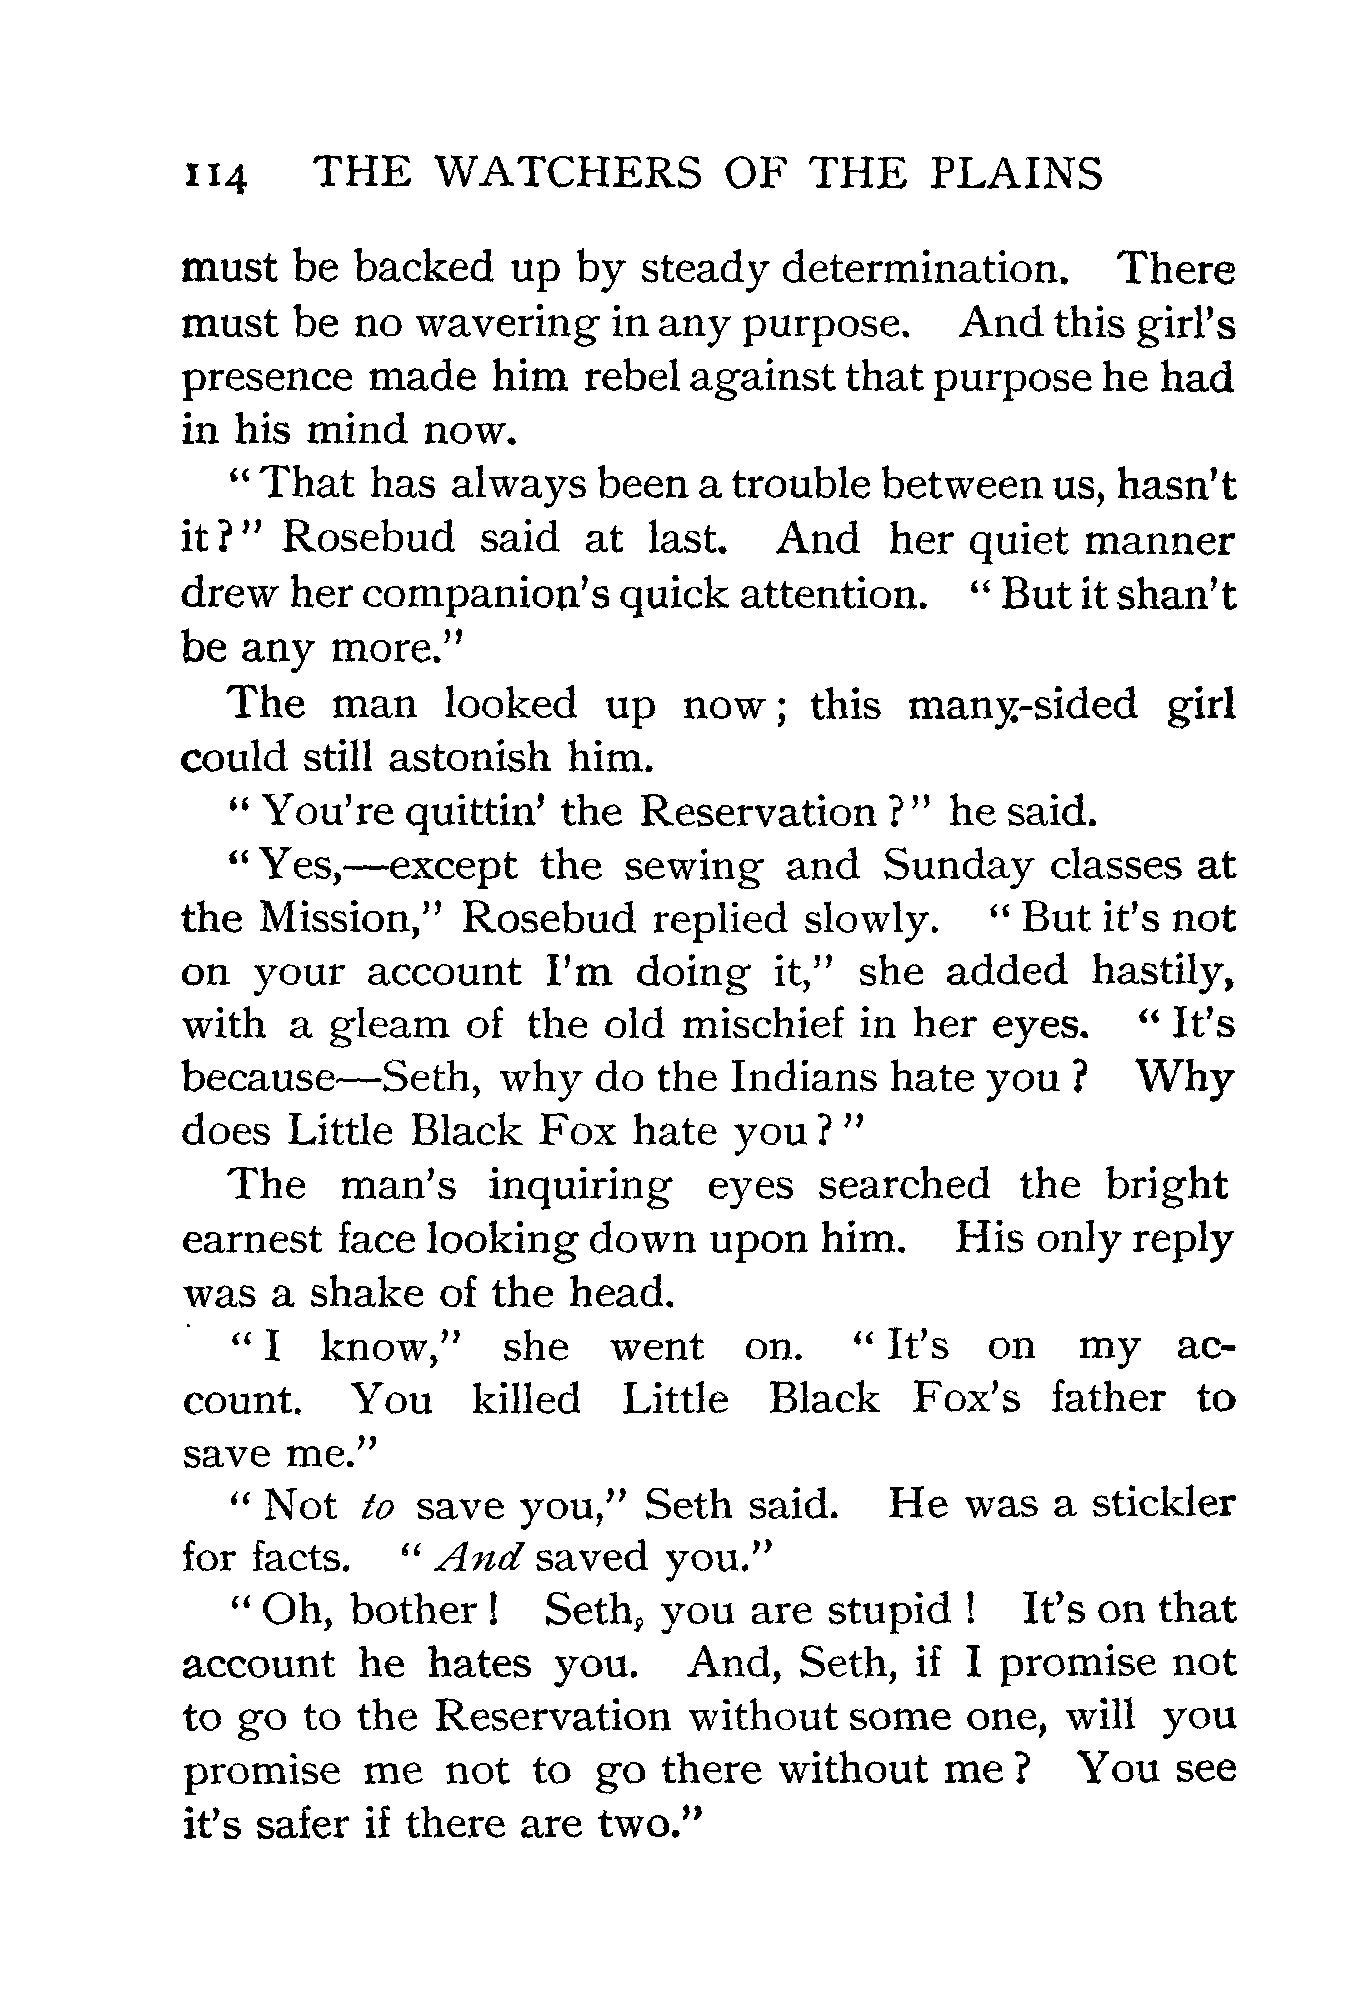 114 THE WATCHERS OF THE PLAINS
must be backed up by steady determination. There
must be no wavering in any purpose. And this girl's
presence made him rebel against that purpose he had
in his mind now.
"That has always been a trouble between us, hasn't
it?" Rosebud said at last. And her quiet manner
drew her companion's quick attention. "But it shan't
be any more."
The man looked up now; this many-sided girl
could still astonish him.
"You're quittin' the Reservation?" he said.
"Yes,—except the sewing and Sunday classes at
the Mission," Rosebud replied slowly. "But it's not
on your account I'm doing it," she added hastily,
with a gleam of the old mischief in her eyes. "It's
because—Seth, why do the Indians hate you? Why
does Little Black Fox hate you?"
The man's inquiring eyes searched the bright
earnest face looking down upon him. His only reply
was a shake of the head.
"I know," she went on. "It's on my ac-
count. You killed Little Black Fox's father to
save me."
"Not to save you," Seth said. He was a stickler
for facts. "And saved you."
"Oh, bother! Seth, you are stupid! It's on that
account he hates you. And, Seth, if I promise not
to go to the Reservation without some one, will you
promise me not to go there without me? You see
it's safer if there are two."